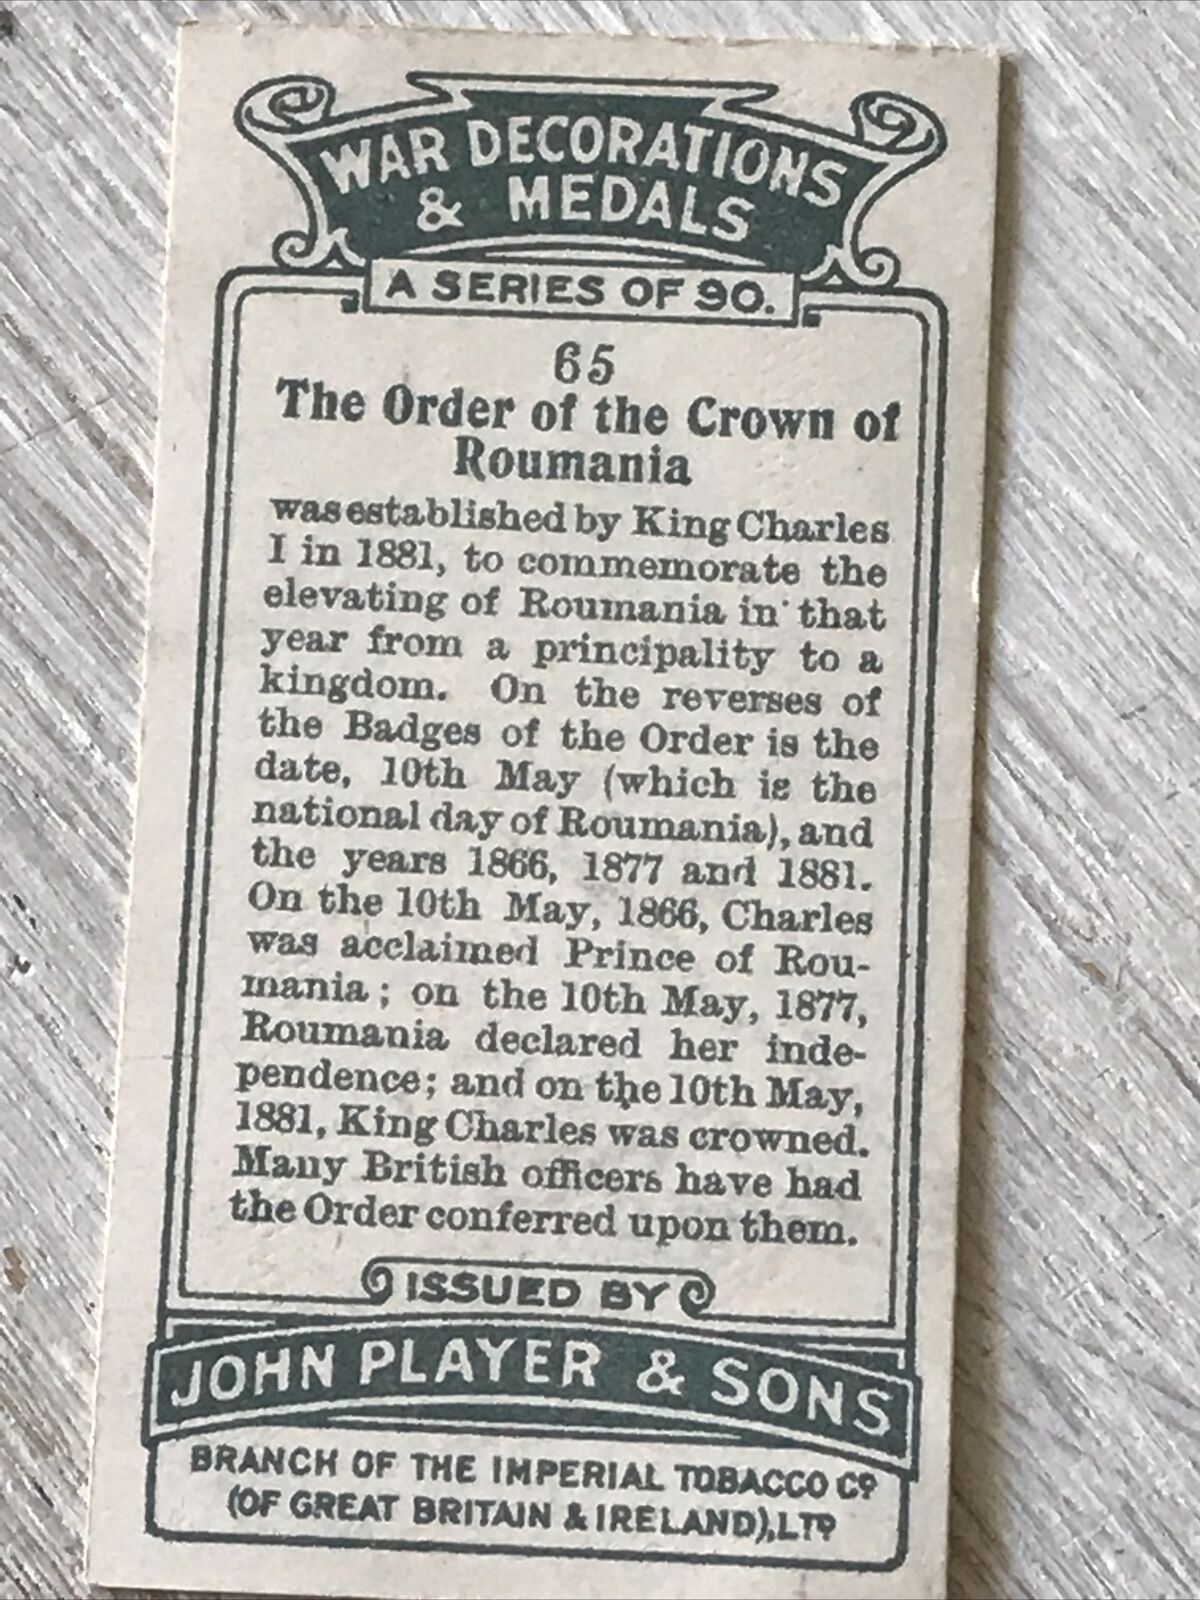 WAR DECORATIONS
& MEDALS
A SERIES OF 90.
65
The Order of the Crown of
Roumania
was established by King Charles
I in 1881, to commemorate the
elevating of Roumania in that
year from a principality to a
kingdom. On the reverses of
the Badges of the Order is the
date, 10th May (which is the
national day of Roumania), and
the years 1866, 1877 and 1881.
On the 10th May, 1866, Charles
was acclaimed Prince of Rou-
mania; on the 10th May, 1877,
Roumania declared her inde-
pendence; and on the 10th May,
1881, King Charles was crowned.
Many British officers have had
the Order conferred upon them.
ISSUED BY
JOHN PLAYER & SONS
BRANCH OF THE IMPERIAL TOBACCO Cº
(OF GREAT BRITAIN & IRELAND), LTD